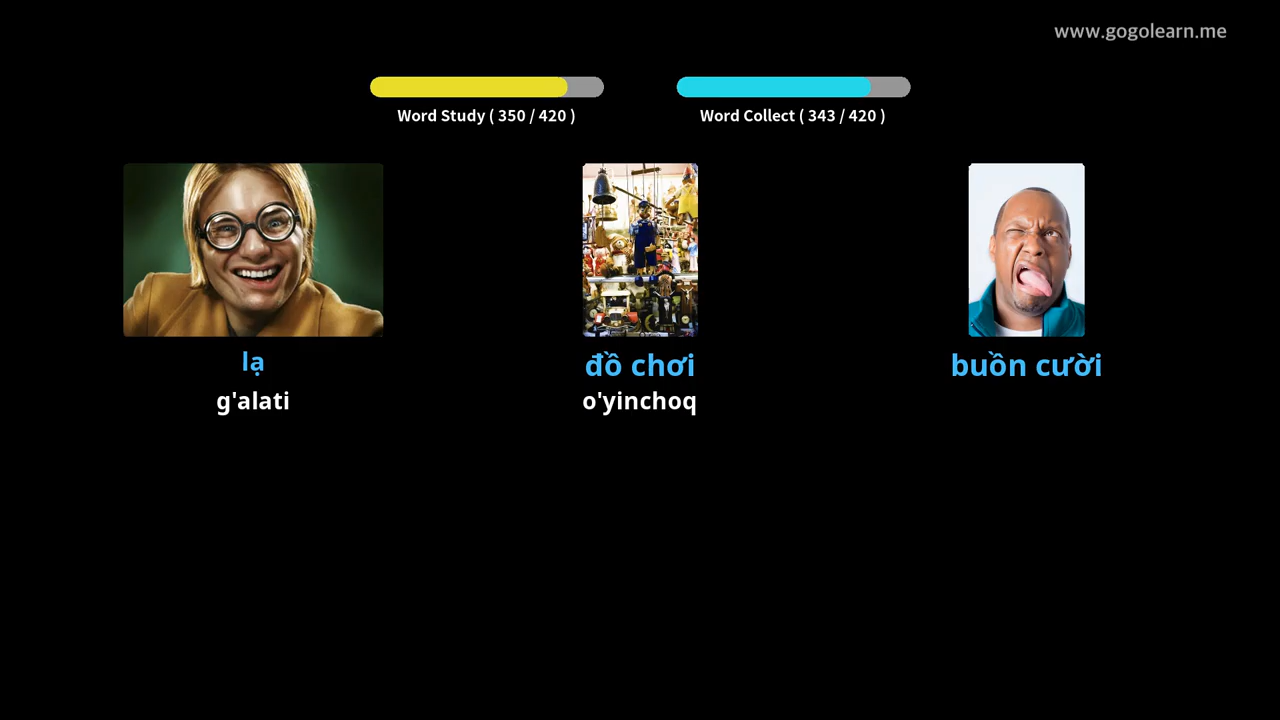 www.gogolearn.me
Word Study ( 350 / 420 )
Word Collect ( 343 / 420 )
lạ
đồ chơi
buồn cười
g'alati
o'yinchoq